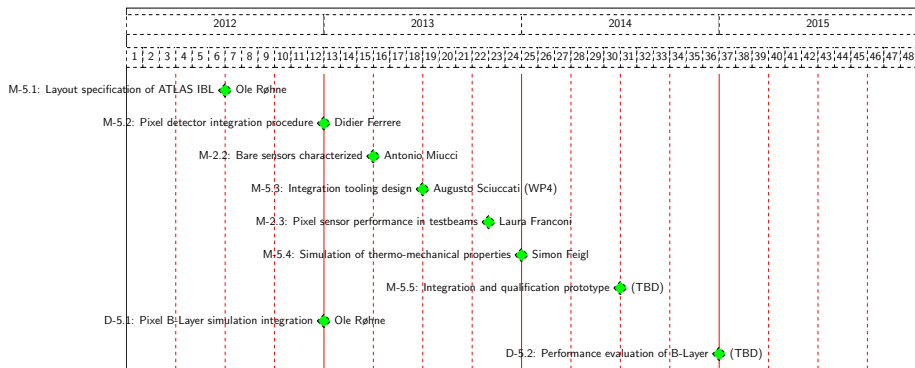 2012 2013 2014 2015
1 2 3 4 5 6 7 8 9 10 11 12 13 14 15 16 17 18 19 20 21 22 23 24 25 26 27 28 29 30 31 32 33 34 35 36 37 38 39 40 41 42 43 44 45 46 47 48
M-5.1: Layout specification of ATLAS IBL Ole Røhne
M-5.2: Pixel detector integration procedure Didier Ferrere
M-2.2: Bare sensors characterized Antonio Miucci
M-5.3: Integration tooling design Augusto Sciuccati (WP4)
M-2.3: Pixel sensor performance in testbeams Laura Franconi
M-5.4: Simulation of thermo-mechanical properties Simon Feigl
M-5.5: Integration and qualification prototype (TBD)
D-5.1: Pixel B-Layer simulation integration Ole Røhne
D-5.2: Performance evaluation of B-Layer (TBD)